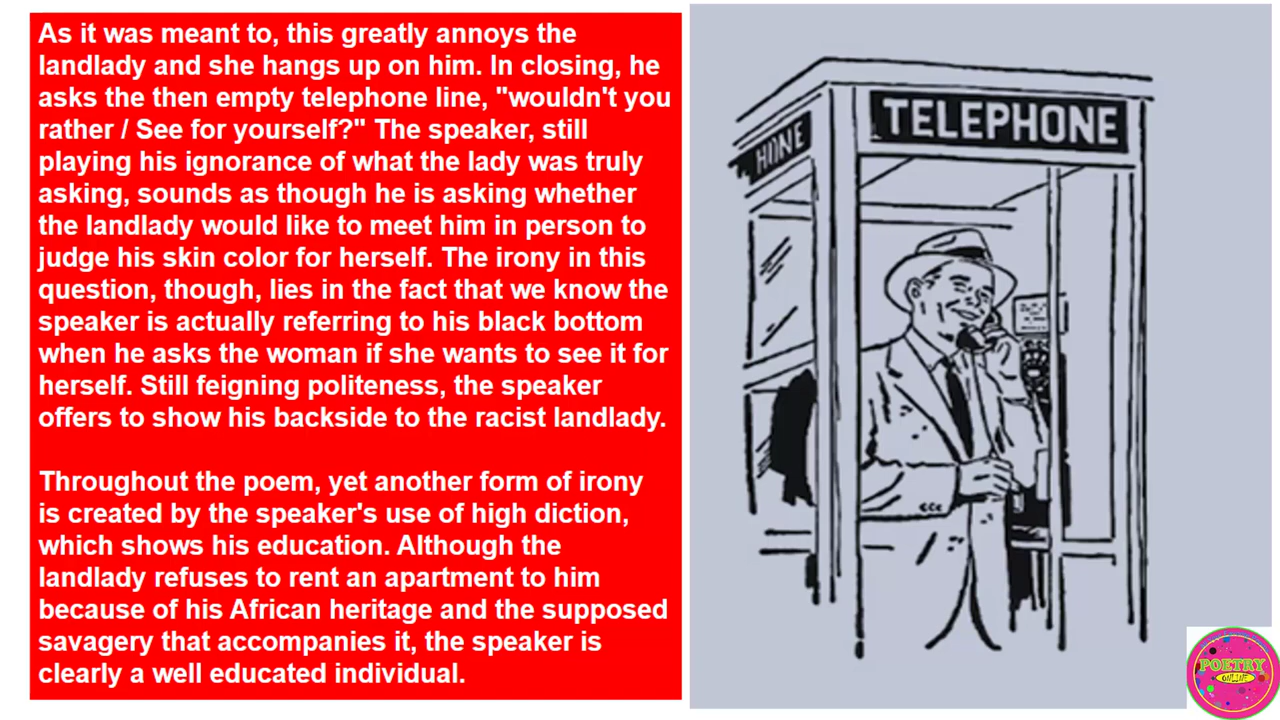 As it was meant to, this greatly annoys the
landlady and she hangs up on him. In closing, he
asks the then empty telephone line, "wouldn't you
rather / See for yourself?" The speaker, still
playing his ignorance of what the lady was truly
asking, sounds as though he is asking whether
the landlady would like to meet him in person to
judge his skin color for herself. The irony in this
question, though, lies in the fact that we know the
speaker is actually referring to his black bottom
when he asks the woman if she wants to see it for
herself. Still feigning politeness, the speaker
offers to show his backside to the racist landlady.
Throughout the poem, yet another form of irony
is created by the speaker's use of high diction,
which shows his education. Although the
landlady refuses to rent an apartment to him
because of his African heritage and the supposed
savagery that accompanies it, the speaker is
clearly a well educated individual.
HONE
TELEPHONE
POETRY
ONLINE